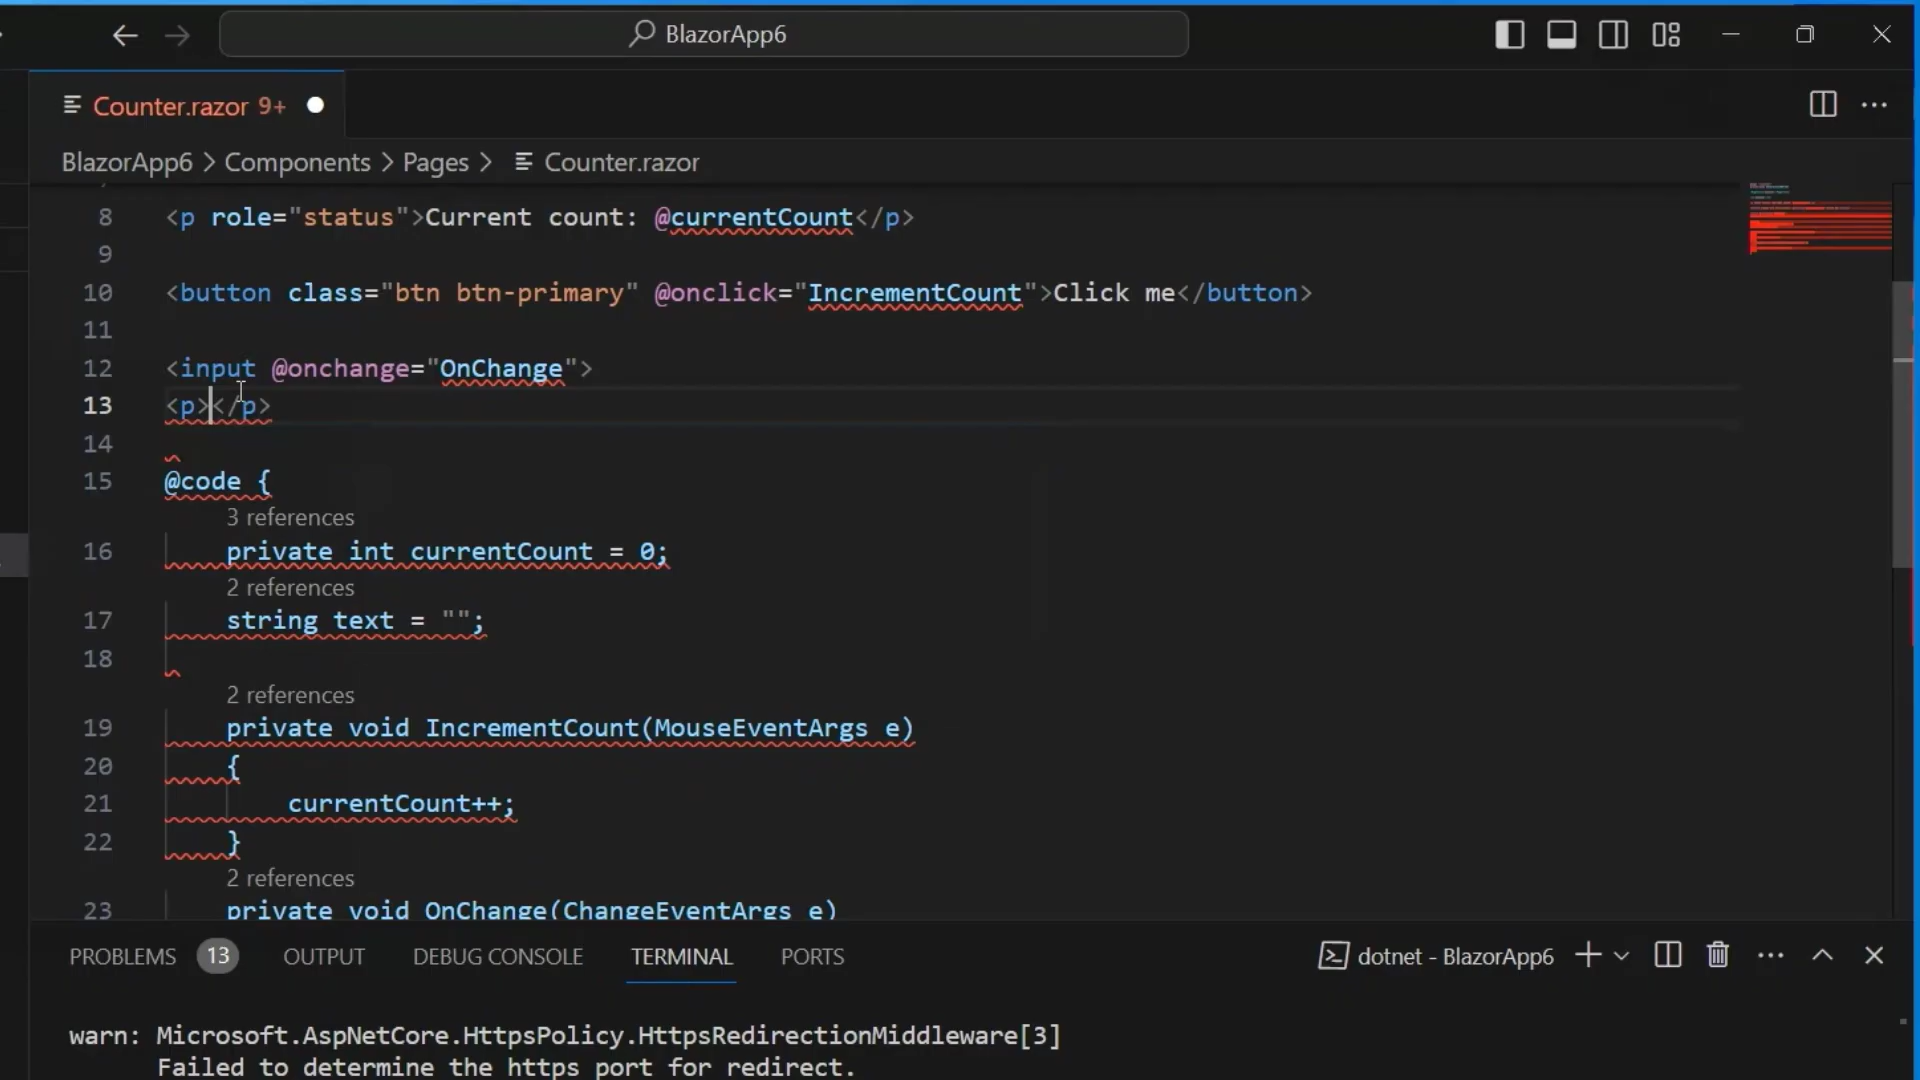 BlazorApp6
Counter.razor 9+
BlazorApp6 > Components > Pages > Counter.razor
8 <p role="status">Current count: @currentCount</p>
9
10 <button class="btn btn-primary" @onclick="IncrementCount">Click me</button>
11
12 <input @onchange="OnChange">
13 <p></p>
14
15 @code {
3 references
16 private int currentCount = 0;
2 references
17 string text = "";
18
2 references
19 private void IncrementCount(MouseEventArgs e)
20 {
21 currentCount++;
22 }
2 references
23 private void OnChange(ChangeEventArgs e)
PROBLEMS 13 OUTPUT DEBUG CONSOLE TERMINAL PORTS dotnet - BlazorApp6
warn: Microsoft.AspNetCore.HttpsPolicy.HttpsRedirectionMiddleware[3]
Failed to determine the https port for redirect.